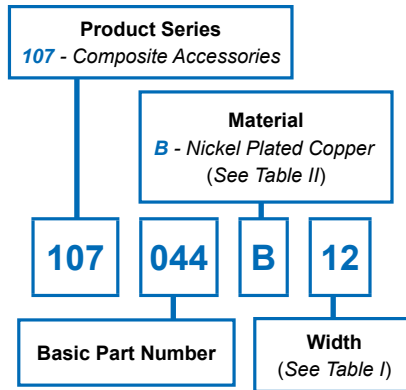 Product Series
107 - Composite Accessories
Material
B - Nickel Plated Copper
(See Table II)
107 044 B 12
Basic Part Number
Width
(See Table I)